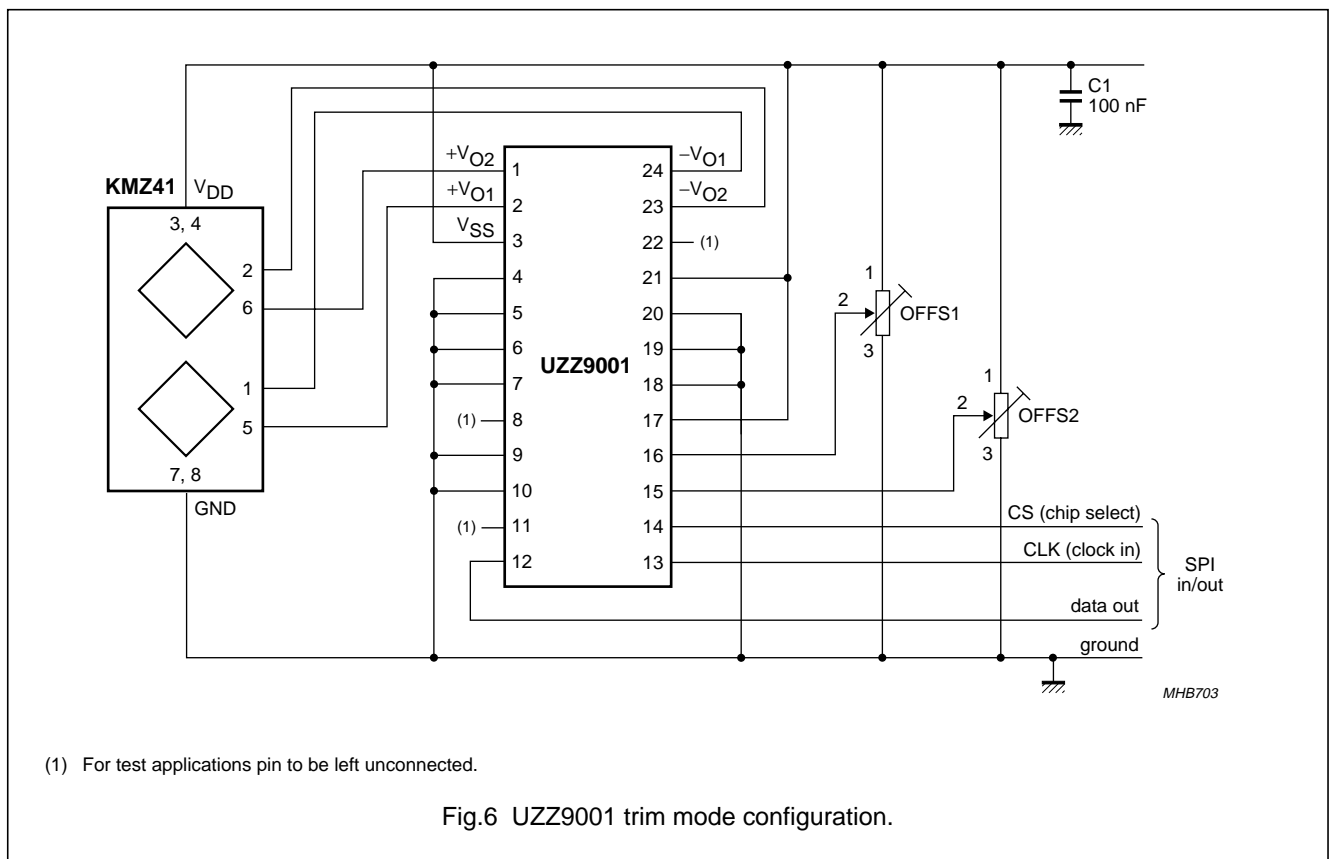 C1
100 nF
+VO2
+VO1
VSS
−VO1
−VO2
KMZ41
VDD
3, 4
2
6
1
5
7, 8
GND
1
2
3
4
5
6
7
8
9
10
11
12
(1)
(1)
UZZ9001
24
23
22
21
20
19
18
17
16
15
14
13
(1)
1
2
3
OFFS1
1
2
3
OFFS2
CS (chip select)
CLK (clock in)
data out
SPI
in/out
ground
MHB703
(1) For test applications pin to be left unconnected.
Fig.6 UZZ9001 trim mode configuration.